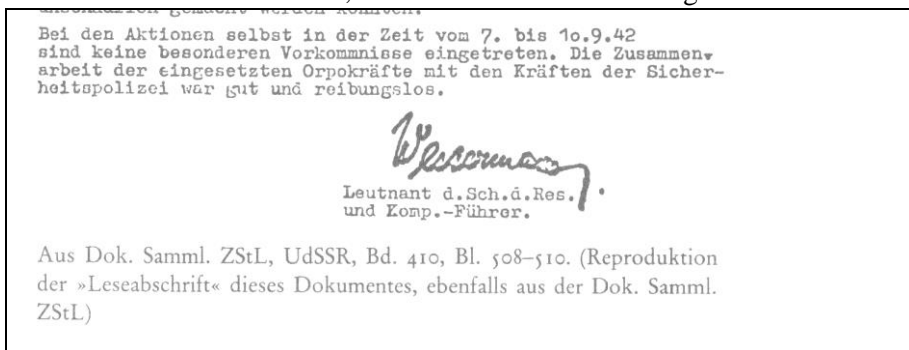 gemacht werden konnten.
Bei den Aktionen selbst in der Zeit vom 7. bis 1o.9.42
sind keine besonderen Vorkommnisse eingetreten. Die Zusammen-
arbeit der eingesetzten Orpokräfte mit den Kräften der Sicher-
heitspolizei war gut und reibungslos.
Leutnant d.Sch.d.Res.
und Komp.-Führer.
Aus Dok. Samml. ZStL, UdSSR, Bd. 410, Bl. 508–510. (Reproduktion
der »Leseabschrift« dieses Dokumentes, ebenfalls aus der Dok. Samml.
ZStL)